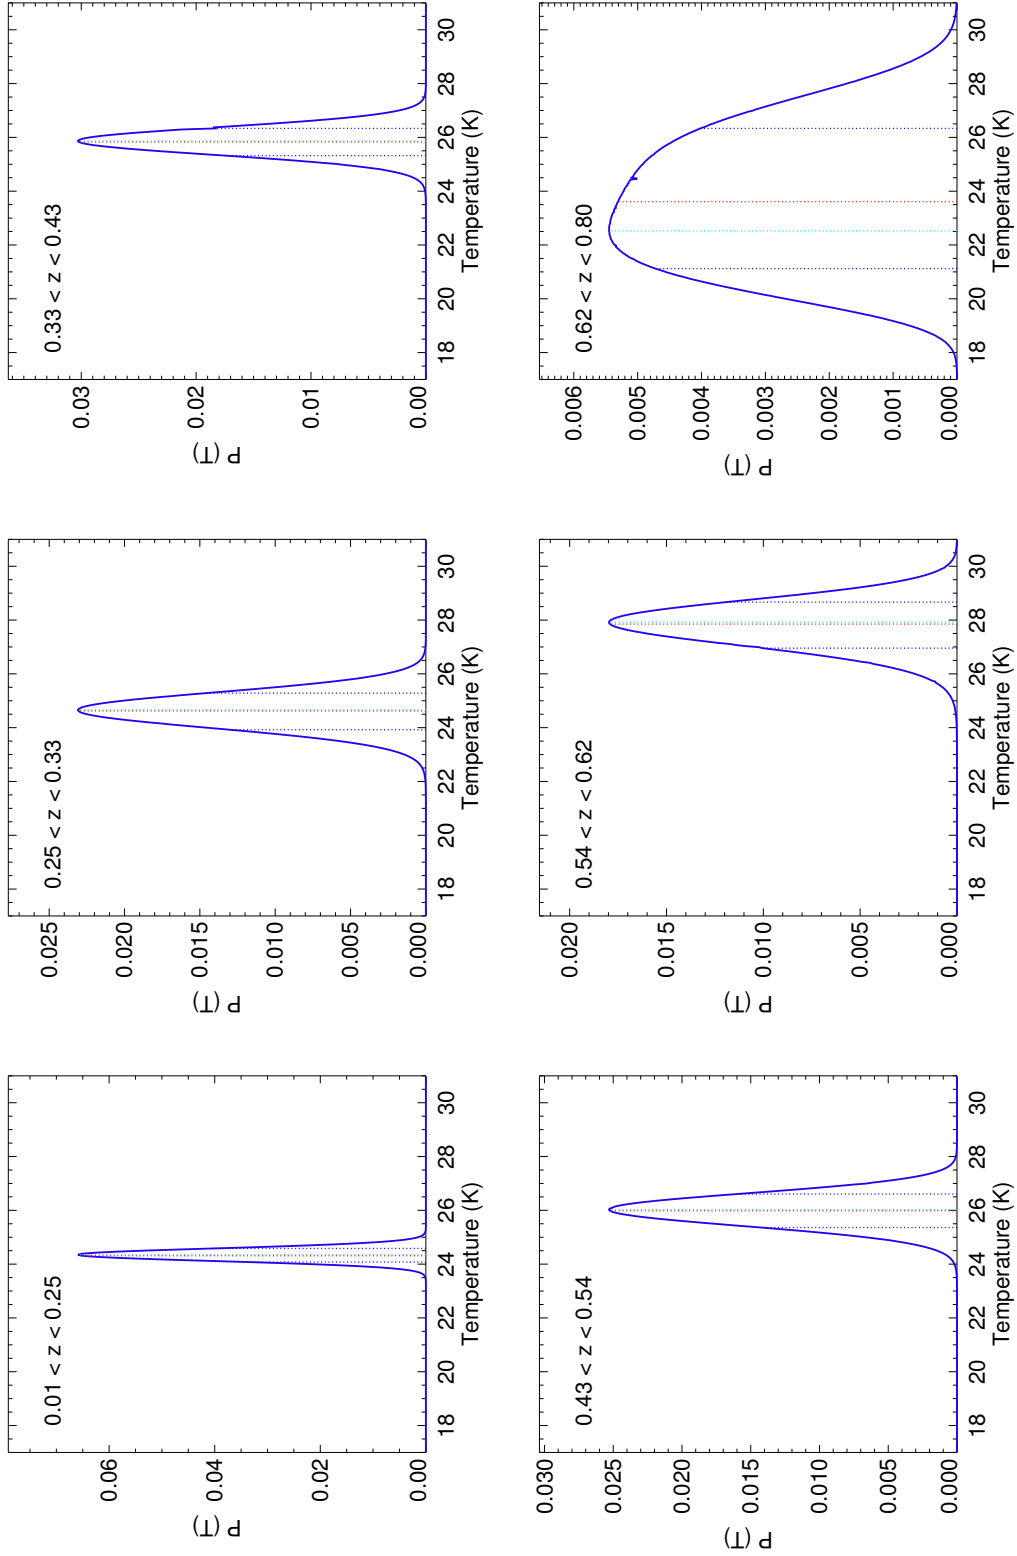 0.01 < z < 0.25
P (T)
0.06
0.04
0.02
0.00
18 20 22 24 26 28 30
Temperature (K)
0.25 < z < 0.33
P (T)
0.025
0.020
0.015
0.010
0.005
0.000
18 20 22 24 26 28 30
Temperature (K)
0.33 < z < 0.43
P (T)
0.03
0.02
0.01
0.00
18 20 22 24 26 28 30
Temperature (K)
0.43 < z < 0.54
P (T)
0.030
0.025
0.020
0.015
0.010
0.005
0.000
18 20 22 24 26 28 30
Temperature (K)
0.54 < z < 0.62
P (T)
0.020
0.015
0.010
0.005
0.000
18 20 22 24 26 28 30
Temperature (K)
0.62 < z < 0.80
P (T)
0.006
0.005
0.004
0.003
0.002
0.001
0.000
18 20 22 24 26 28 30
Temperature (K)